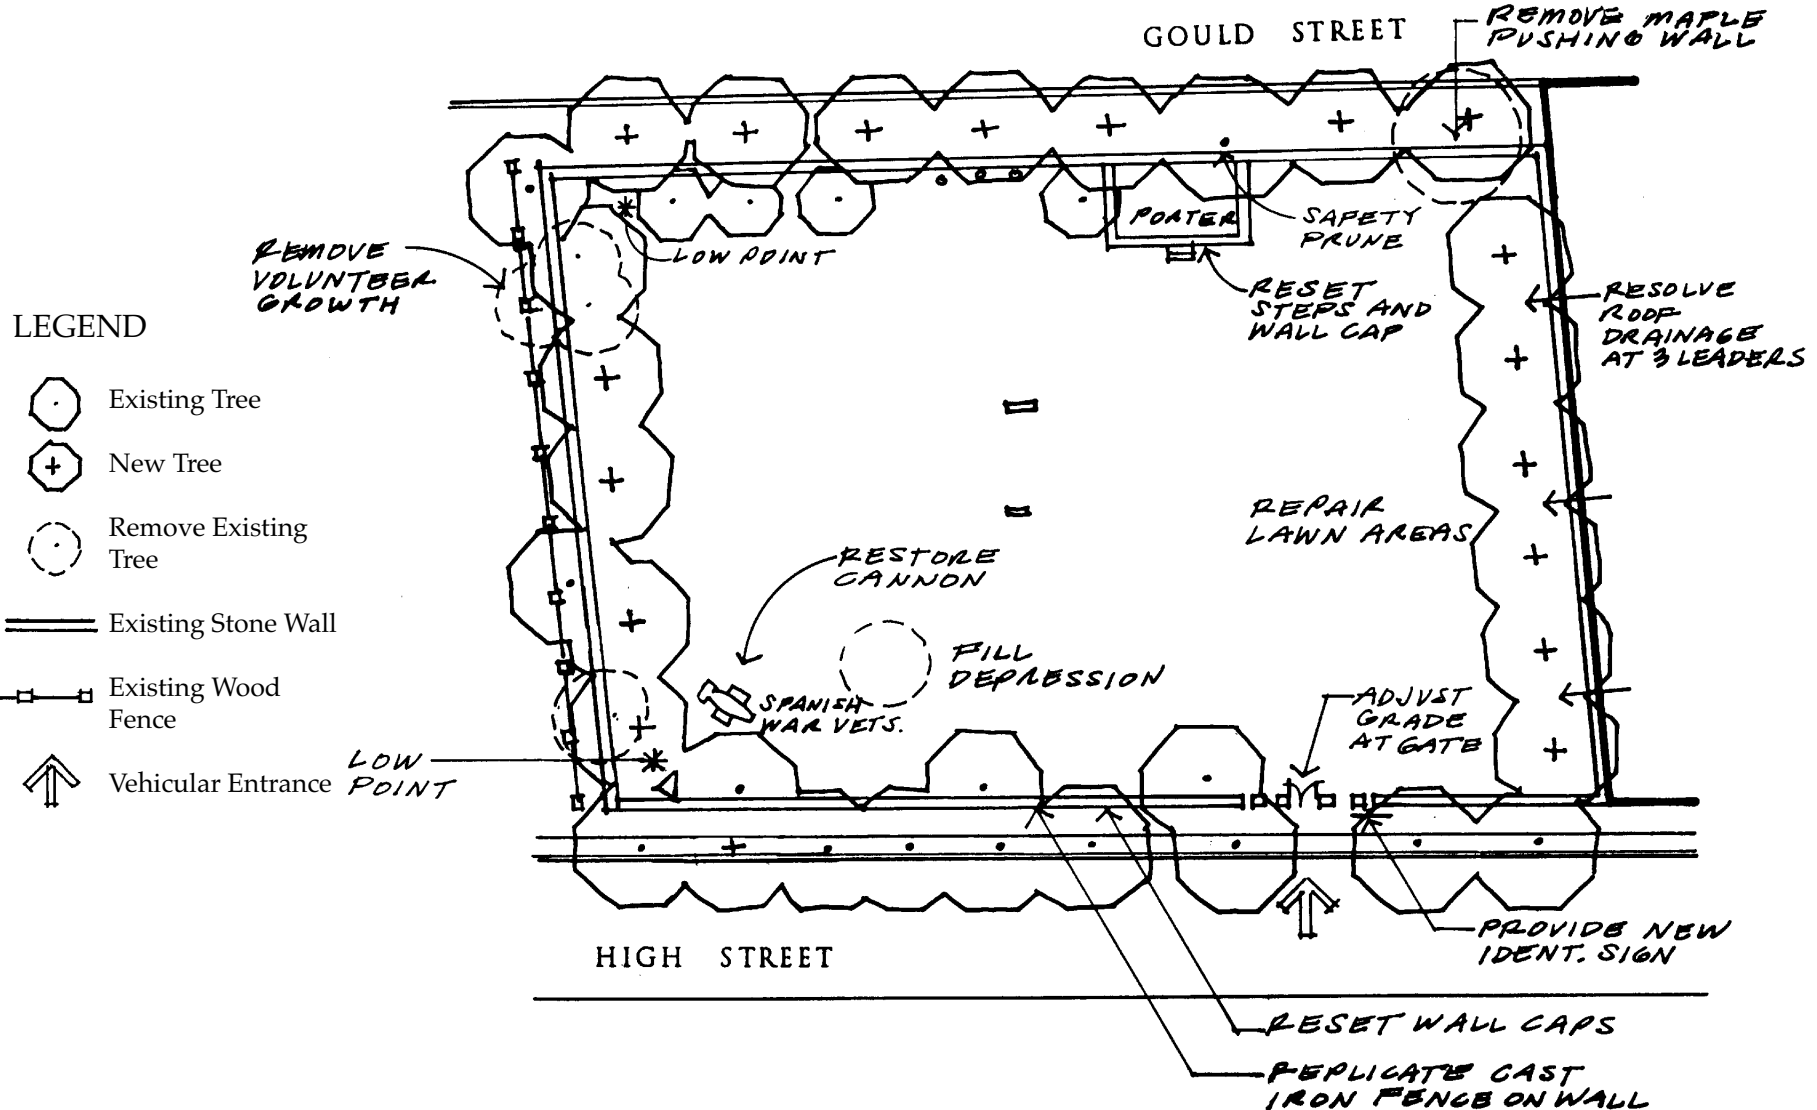 GOULD STREET
REMOVE MAPLE
PUSHING WALL
REMOVE
VOLUNTEER
GROWTH
LOW POINT
PORTER
SAFETY
PRUNE
RESET
STEPS AND
WALL CAP
RESOLVE
ROOF
DRAINAGE
AT 3 LEADERS
LEGEND
Existing Tree
New Tree
Remove Existing
Tree
Existing Stone Wall
Existing Wood
Fence
Vehicular Entrance
REPAIR
LAWN AREAS
RESTORE
CANNON
FILL
DEPRESSION
SPANISH
WAR VETS.
ADJUST
GRADE
AT GATE
LOW
POINT
HIGH STREET
PROVIDE NEW
IDENT. SIGN
RESET WALL CAPS
REPLICATE CAST
IRON FENCE ON WALL